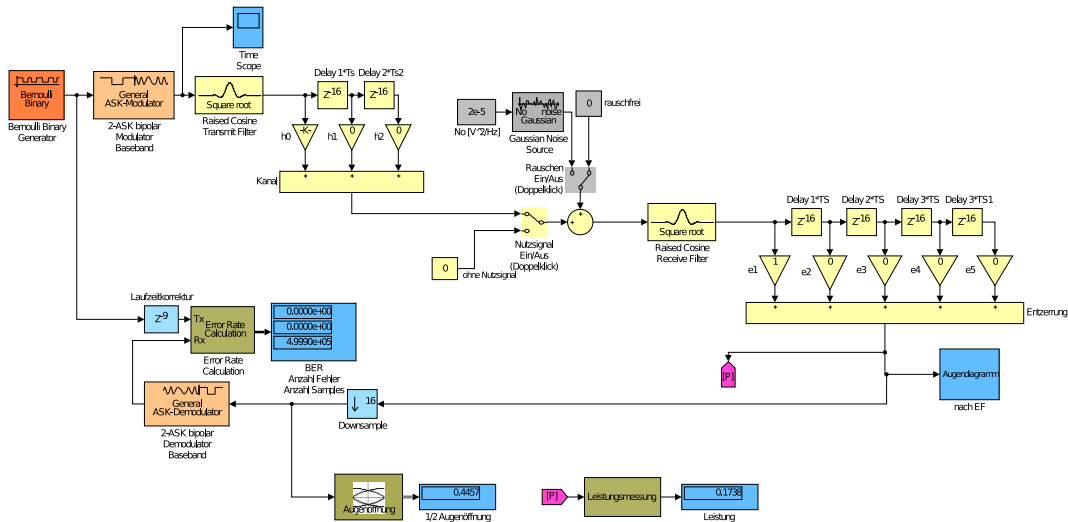 Time
Scope
Bernoulli
Binary
Bernoulli Binary
Generator
General
ASK-Modulator
2-ASK bipolar
Modulator
Baseband
Square root
Raised Cosine
Transmit Filter
Delay 1*Ts
Delay 2*Ts2
Z-16
Z-16
-K-
0
0
h0
h1
h2
Kanal
2e-5
No [V^2/Hz]
No noise
Gaussian
Gaussian Noise
Source
0
rauschfrei
Rauschen
Ein/Aus
(Doppelklick)
Nutzsignal
Ein/Aus
(Doppelklick)
0
ohne Nutzsignal
Square root
Raised Cosine
Receive Filter
Delay 1*TS
Delay 2*TS
Delay 3*TS
Delay 3*TS1
Z-16
Z-16
Z-16
Z-16
1
0
0
0
0
e1
e2
e3
e4
e5
Entzerrung
Laufzeitkorrektur
Z-9
Tx
Rx
Error Rate
Calculation
Error Rate
Calculation
0.0000e+00
0.0000e+00
4.9990e+05
BER
Anzahl Fehler
Anzahl Samples
[P]
Augendiagramm
nach EF
General
ASK-Demodulator
2-ASK bipolar
Demodulator
Baseband
16
Downsample
Augenöffnung
0.4457
1/2 Augenöffnung
[P]
Leistungsmessung
0.1738
Leistung